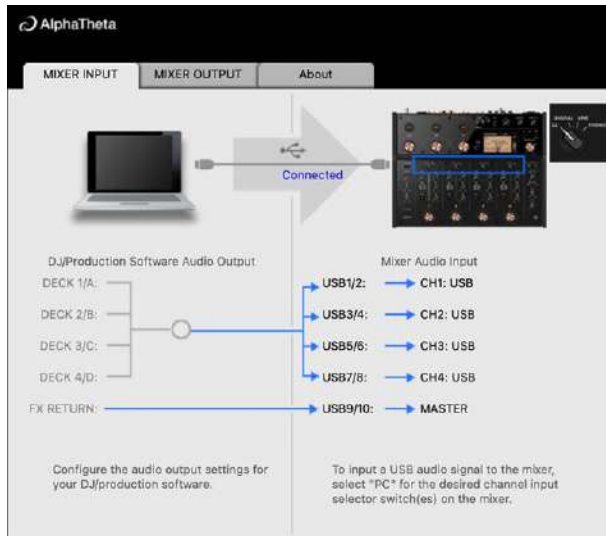 AlphaTheta
MIXER INPUT
MIXER OUTPUT
About
DIGITAL LINE
Connected
DJ/Production Software Audio Output
Mixer Audio Input
DECK 1/A:
DECK 2/B:
DECK 3/C:
DECK 4/D:
FX RETURN:
USB1/2:
CH1: USB
USB3/4:
CH2: USB
USB5/6:
CH3: USB
USB7/8:
CH4: USB
USB9/10:
MASTER
Configure the audio output settings for
your DJ/production software.
To input a USB audio signal to the mixer,
select "PC" for the desired channel input
selector switch(es) on the mixer.